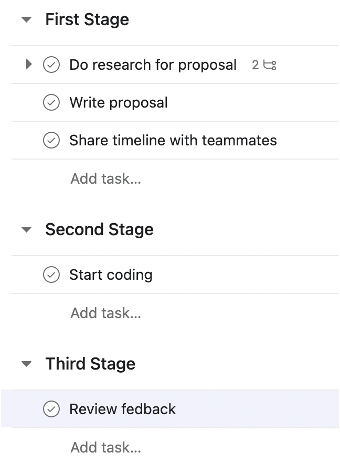 First Stage
Do research for proposal 2
Write proposal
Share timeline with teammates
Add task...
Second Stage
Start coding
Add task...
Third Stage
Review fedback
Add task...